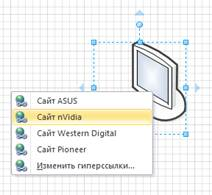 Сайт ASUS
Сайт nVidia
Сайт Western Digital
Сайт Pioneer
Изменить гиперссылки...